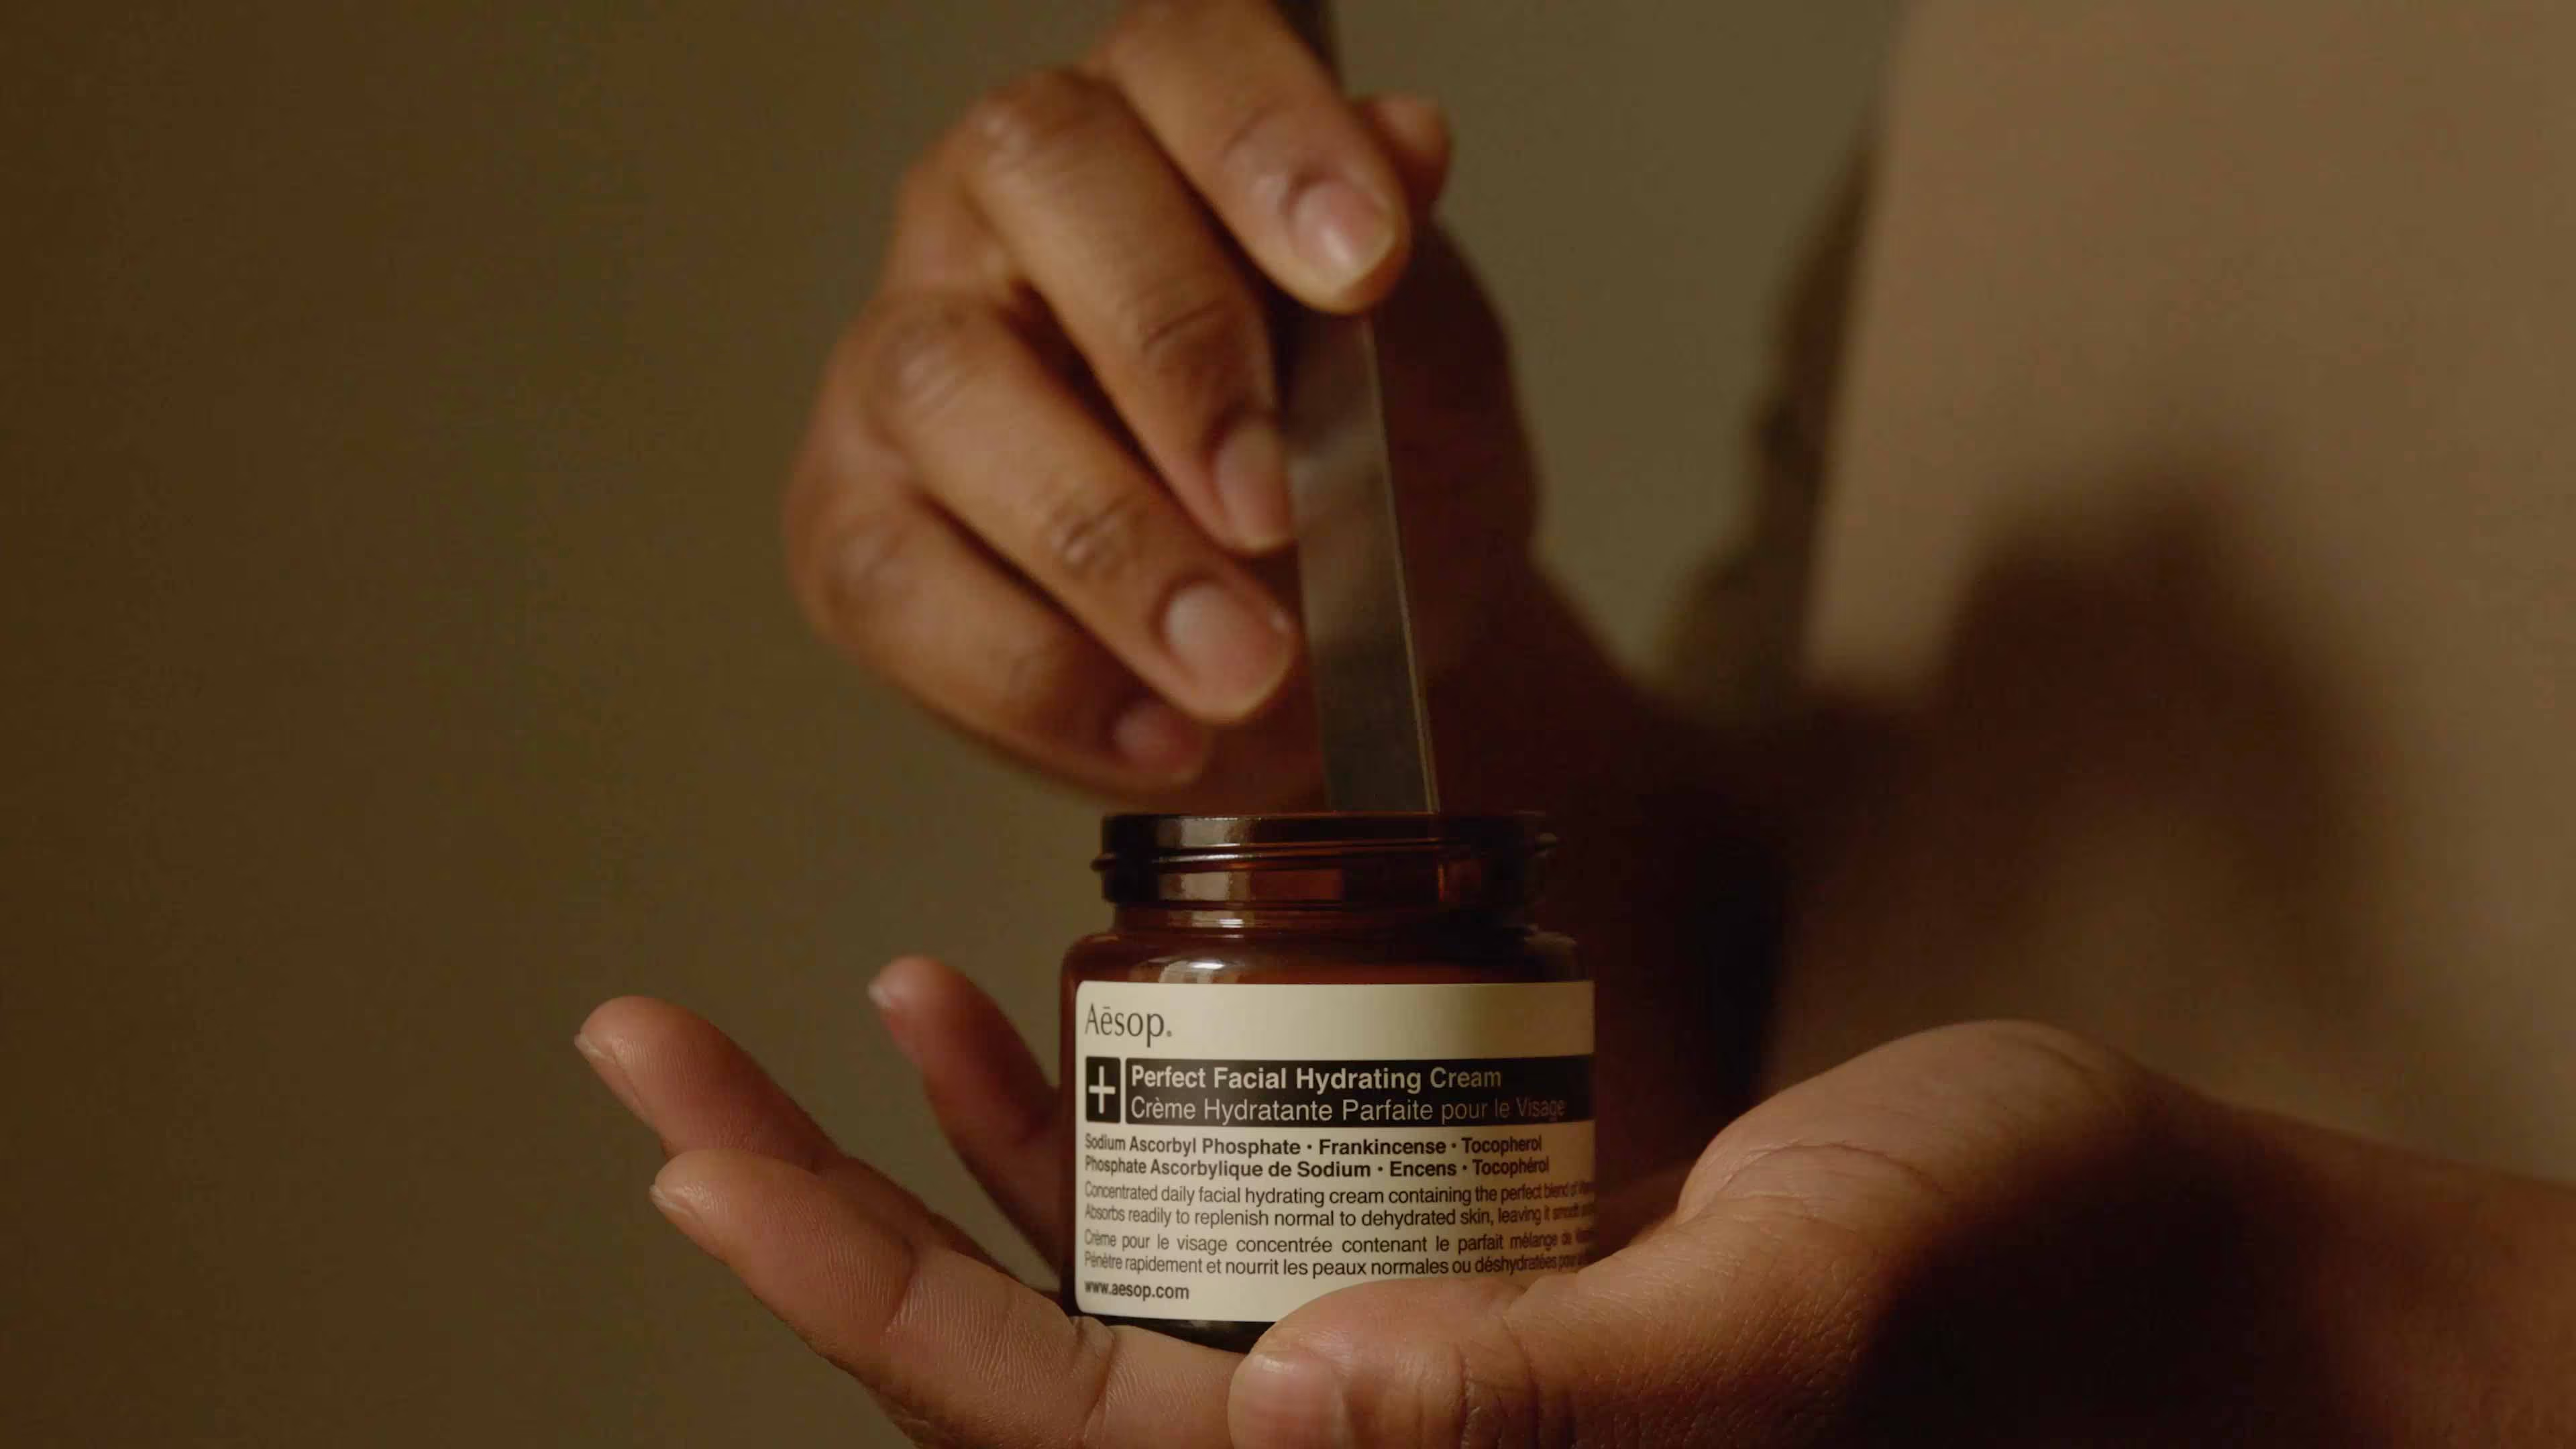 Aēsop.
Perfect Facial Hydrating Cream
Crème Hydratante Parfaite pour le Visage
Sodium Ascorbyl Phosphate · Frankincense · Tocopherol
Phosphate Ascorbylique de Sodium · Encens · Tocophérol
Concentrated daily facial hydrating cream containing the perfect blend of
Absorbs readily to replenish normal to dehydrated skin, leaving it smooth
Crème pour le visage concentrée contenant le parfait mélange de
Pénètre rapidement et nourrit les peaux normales ou déshydratées pour
www.aesop.com